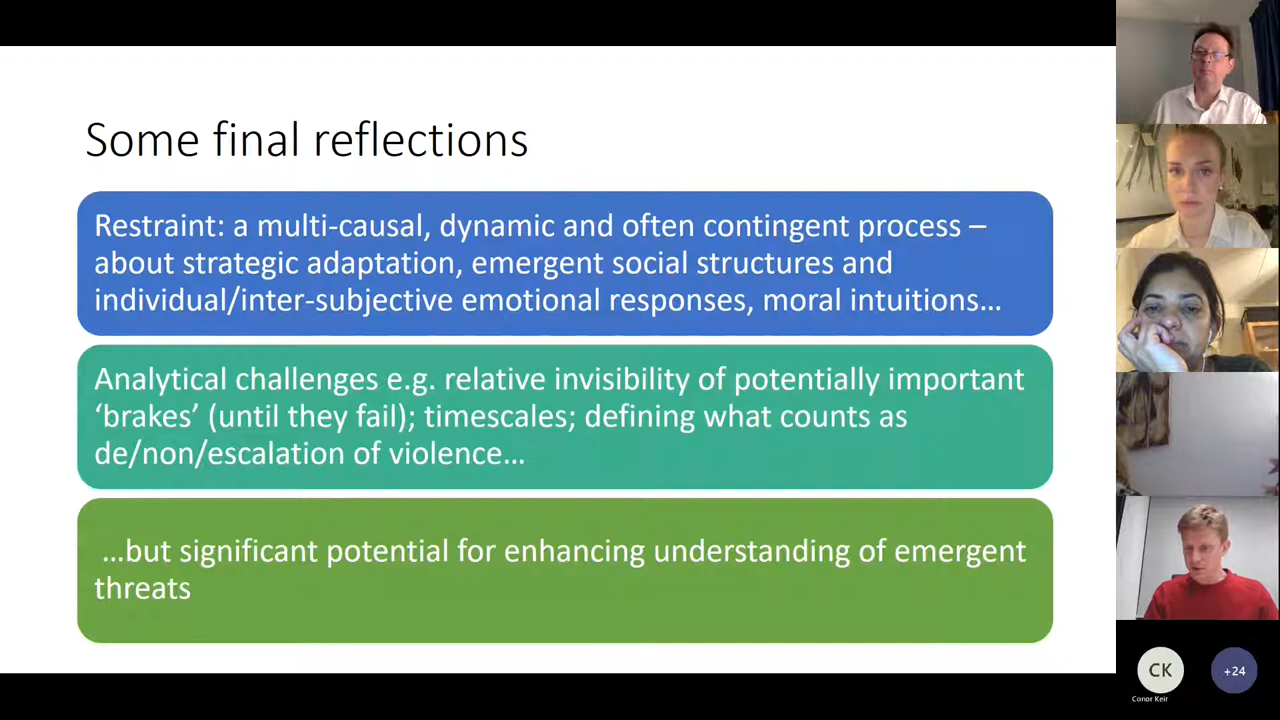 Some final reflections
Restraint: a multi-causal, dynamic and often contingent process –
about strategic adaptation, emergent social structures and
individual/inter-subjective emotional responses, moral intuitions…
Analytical challenges e.g. relative invisibility of potentially important
‘brakes’ (until they fail); timescales; defining what counts as
de/non/escalation of violence…
…but significant potential for enhancing understanding of emergent
threats
CK
+24
Conor Keir